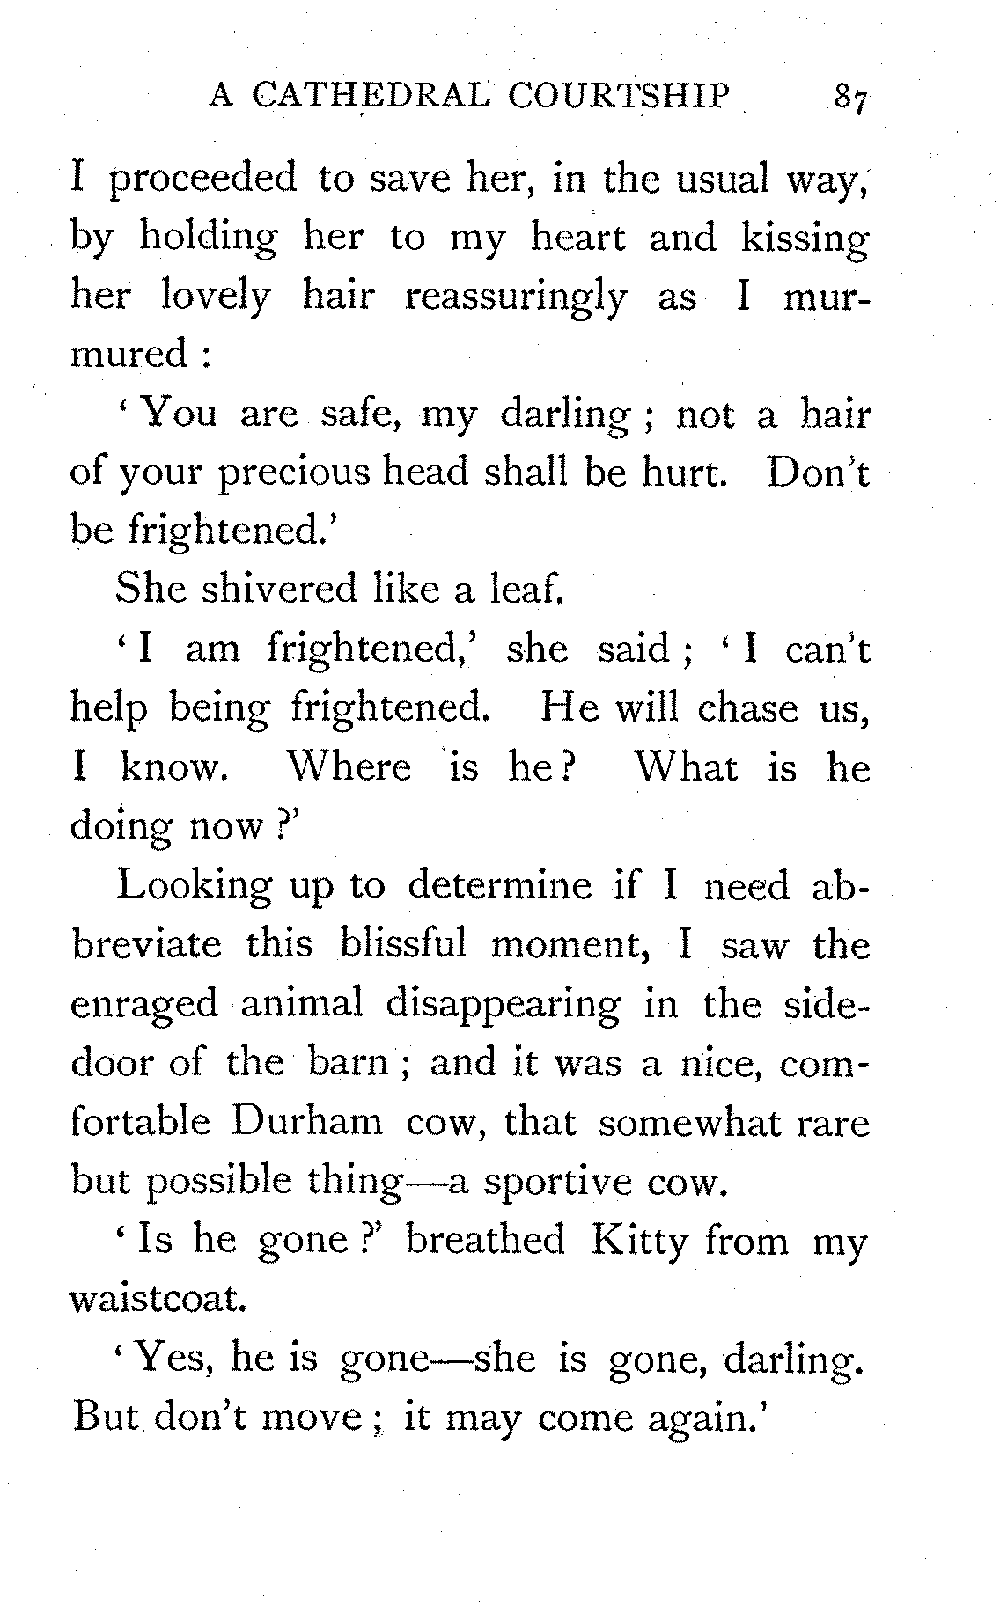 A CATHEDRAL COURTSHIP 87
I proceeded to save her, in the usual way,
by holding her to my heart and kissing
her lovely hair reassuringly as I mur-
mured :
‘ You are safe, my darling ; not a hair
of your precious head shall be hurt. Don’t
be frightened.’
She shivered like a leaf.
‘ I am frightened,’ she said ; ‘ I can’t
help being frightened. He will chase us,
I know. Where is he? What is he
doing now ?’
Looking up to determine if I need ab-
breviate this blissful moment, I saw the
enraged animal disappearing in the side-
door of the barn ; and it was a nice, com-
fortable Durham cow, that somewhat rare
but possible thing—a sportive cow.
‘ Is he gone ?’ breathed Kitty from my
waistcoat.
‘ Yes, he is gone—she is gone, darling.
But don’t move ; it may come again.’